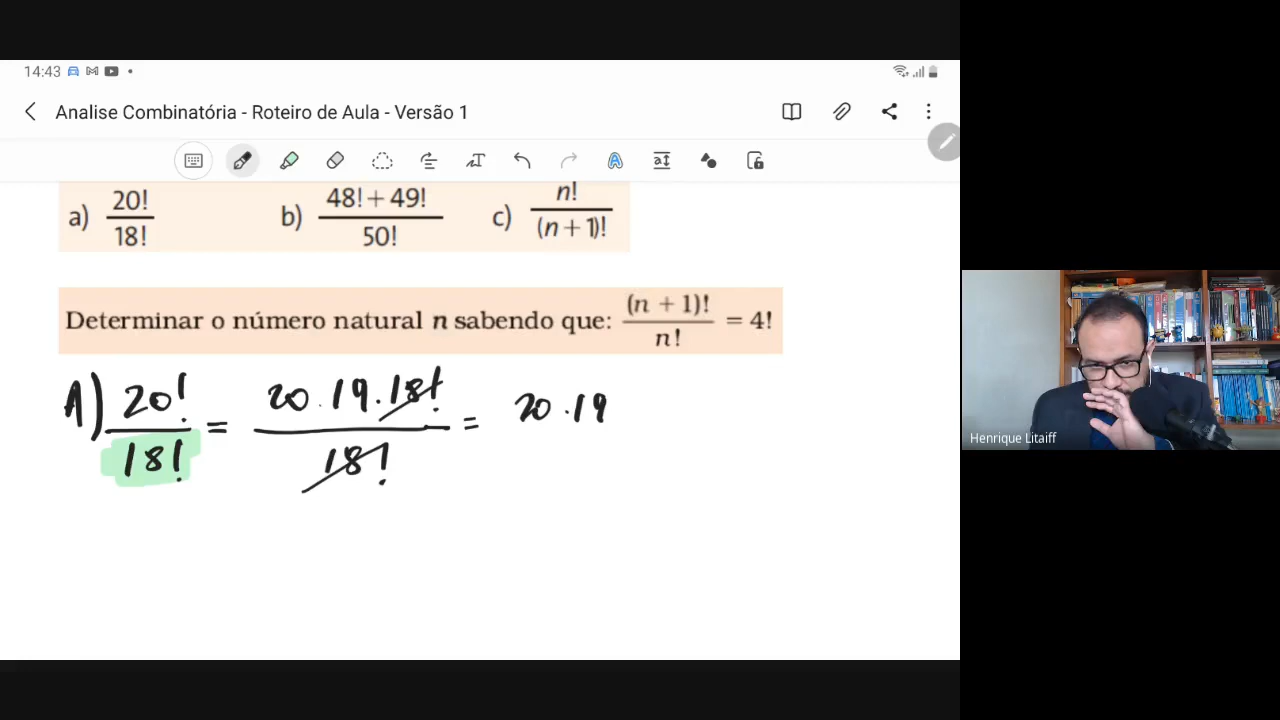 14:43
Analise Combinatória - Roteiro de Aula - Versão 1
a) 20!/18! b) (48! + 49!)/50! c) n!/(n + 1)!
Determinar o número natural n sabendo que: (n + 1)!/n! = 4!
A) 20!/18! = 20 . 19 . 18!/18! = 20 . 19
Henrique Litaiff